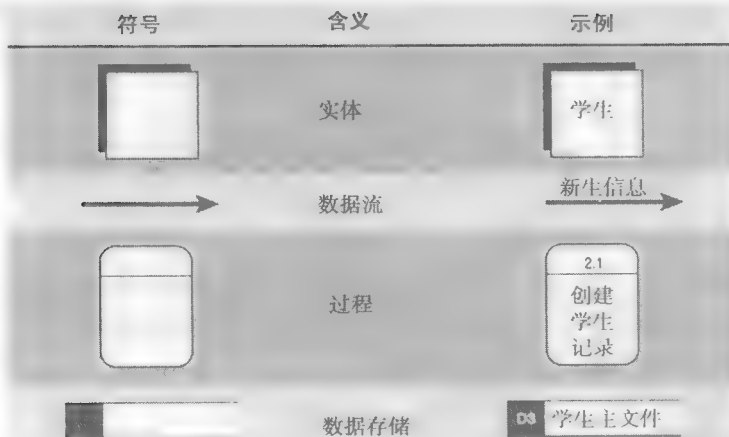 符号 含义 示例
实体 学生
数据流 新生信息
过程 2.1
创建
学生
记录
数据存储 D3 学生主文件